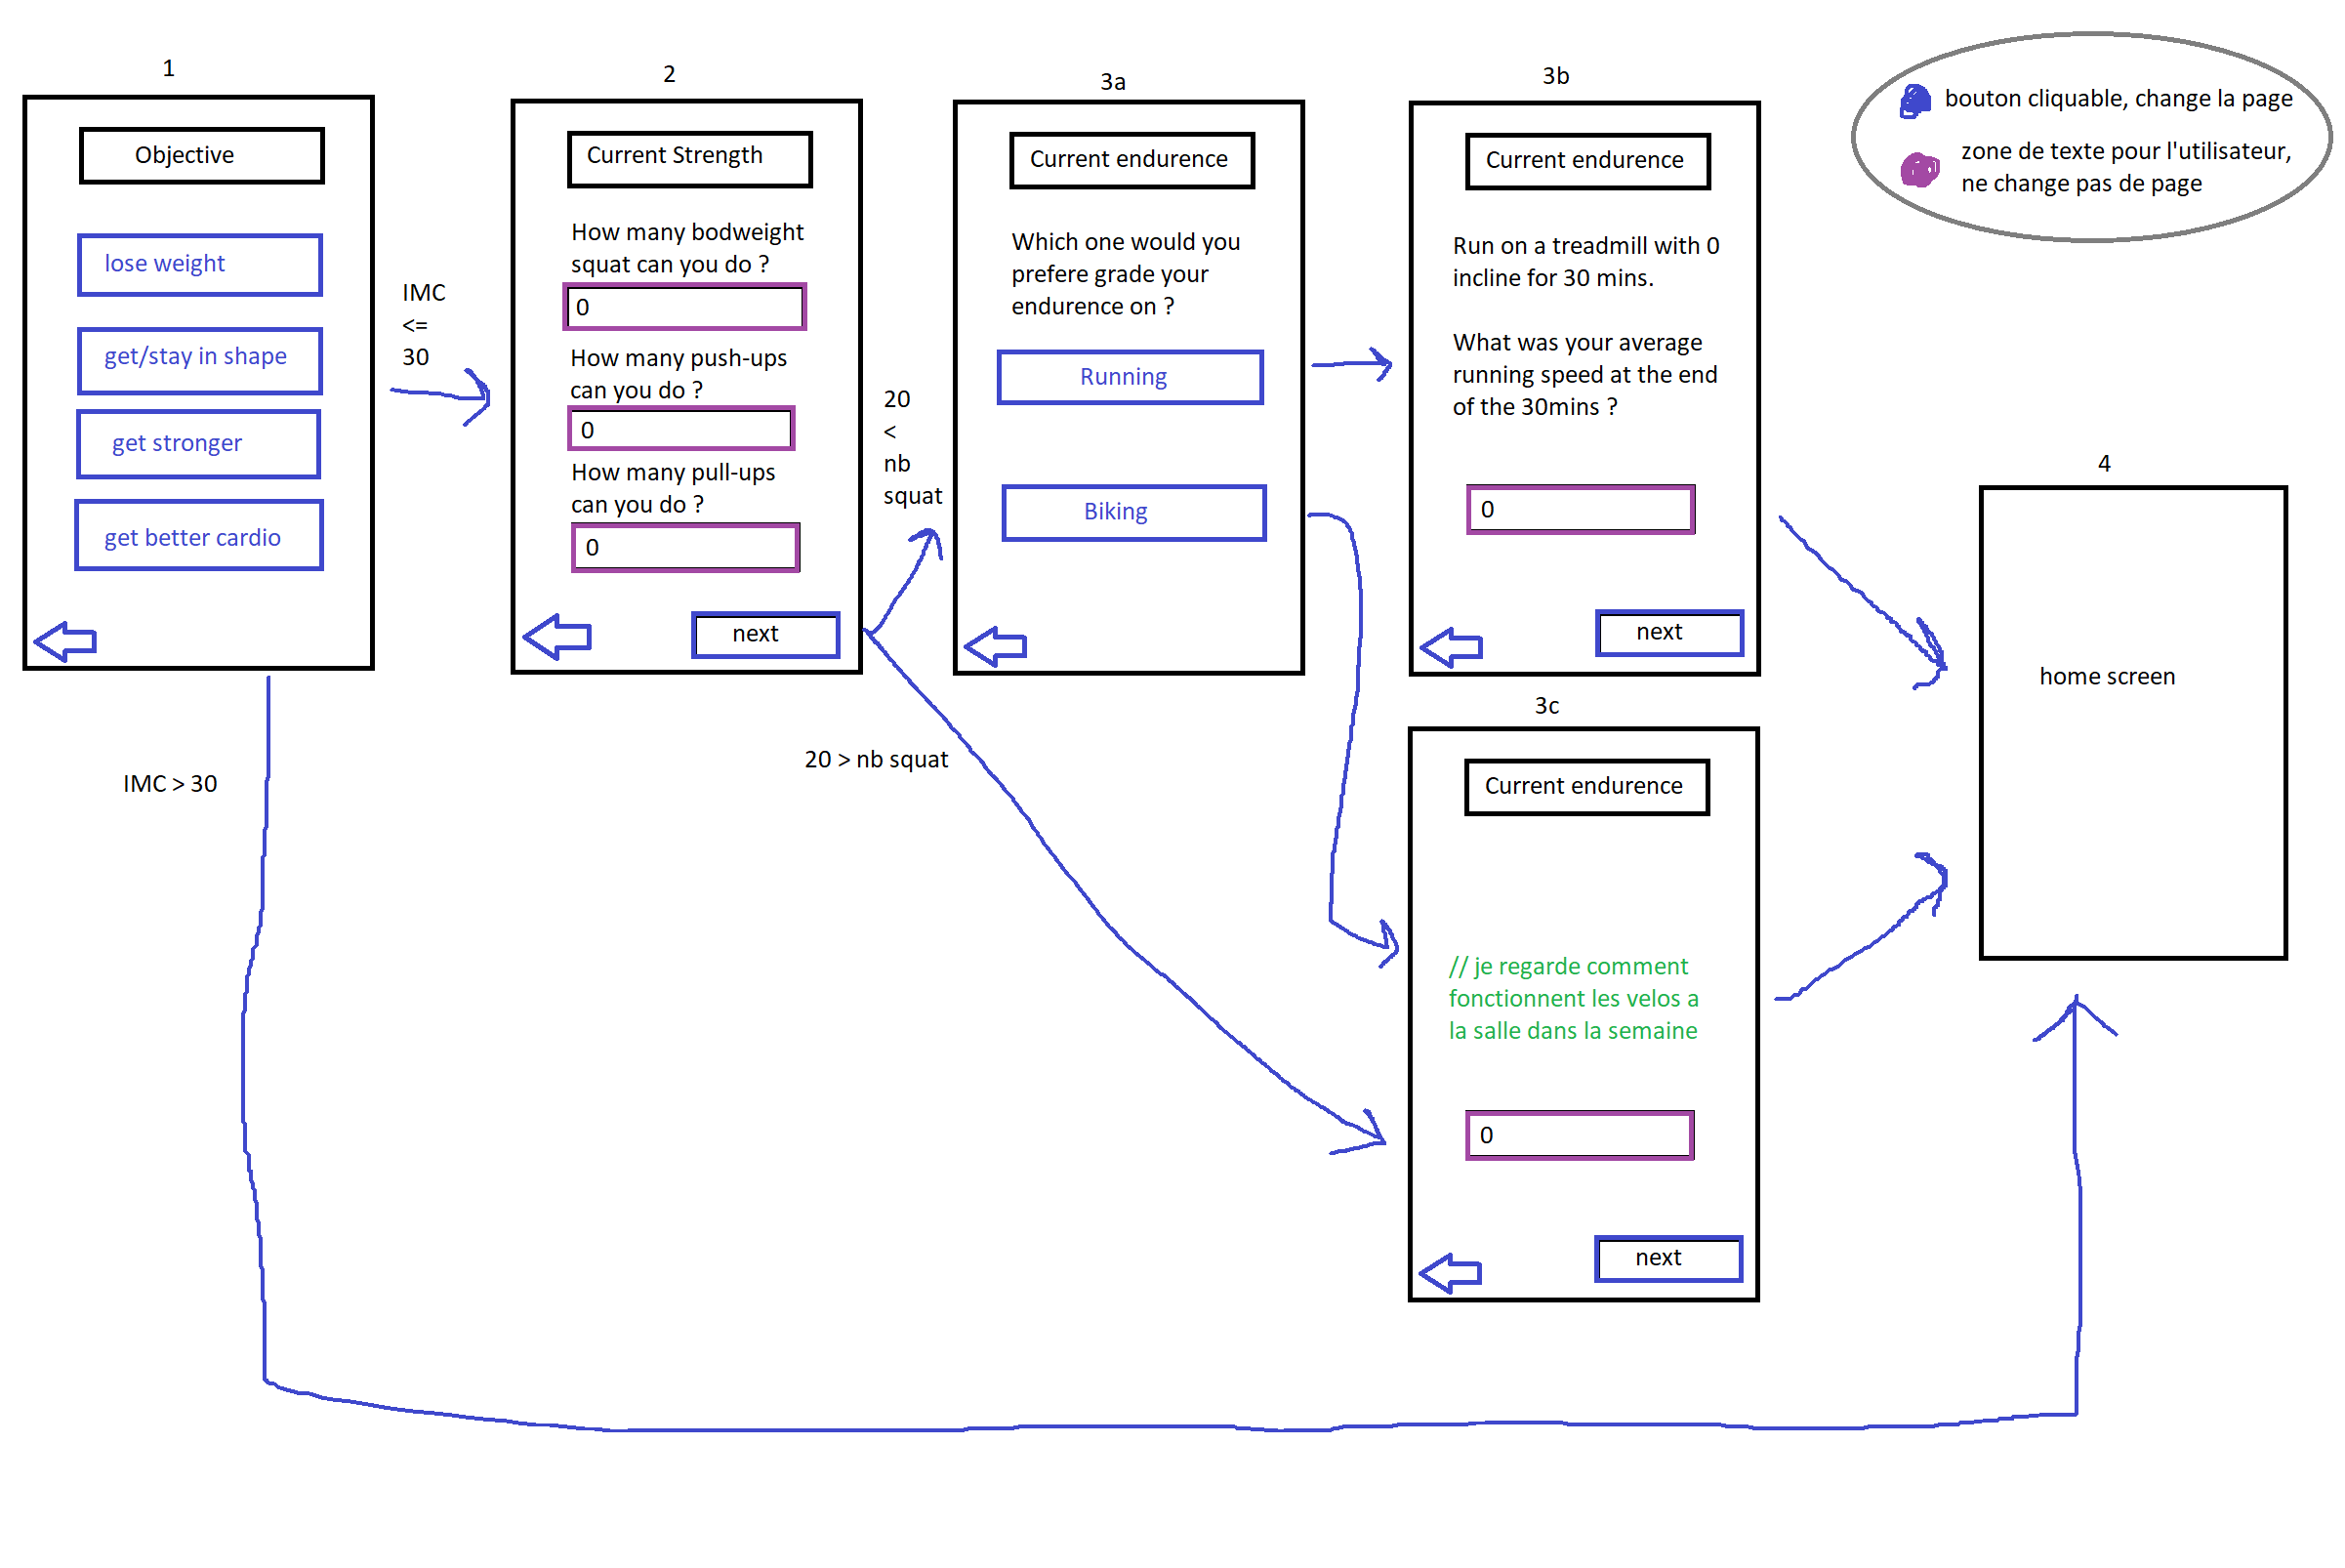 1
Objective
lose weight
get/stay in shape
get stronger
get better cardio
IMC
<=
30
IMC > 30
2
Current Strength
How many bodweight
squat can you do ?
0
How many push-ups
can you do ?
0
How many pull-ups
can you do ?
0
next
20
<
nb
squat
20 > nb squat
3a
Current endurence
Which one would you
prefere grade your
endurence on ?
Running
Biking
3b
Current endurence
Run on a treadmill with 0
incline for 30 mins.
What was your average
running speed at the end
of the 30mins ?
0
next
3c
Current endurence
// je regarde comment
fonctionnent les velos a
la salle dans la semaine
0
next
bouton cliquable, change la page
zone de texte pour l'utilisateur,
ne change pas de page
4
home screen